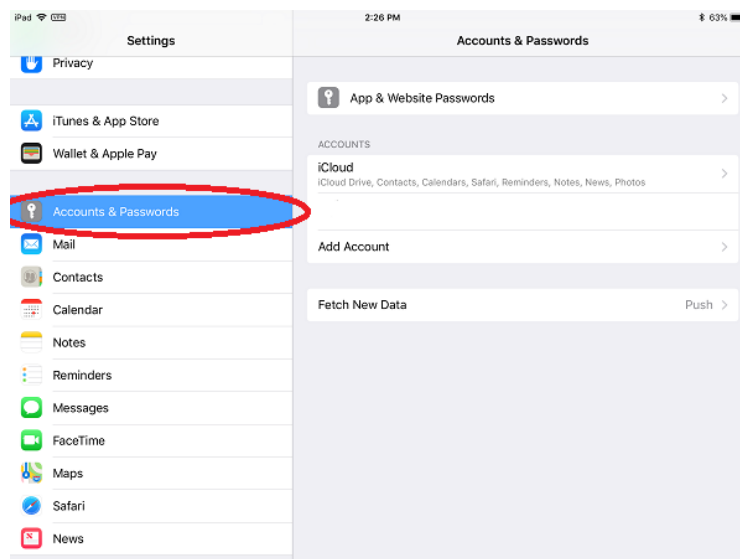 iPad VPN 2:26 PM 63%
Settings
Privacy
iTunes & App Store
Wallet & Apple Pay
Accounts & Passwords
Mail
Contacts
Calendar
Notes
Reminders
Messages
FaceTime
Maps
Safari
News
Accounts & Passwords
App & Website Passwords
ACCOUNTS
iCloud
iCloud Drive, Contacts, Calendars, Safari, Reminders, Notes, News, Photos
Add Account
Fetch New Data Push